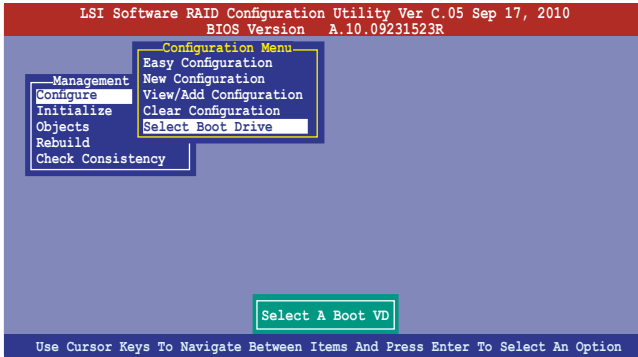 LSI Software RAID Configuration Utility Ver C.05 Sep 17, 2010
BIOS Version A.10.09231523R
Configuration Menu
Easy Configuration
New Configuration
View/Add Configuration
Clear Configuration
Select Boot Drive
Management
Configure
Initialize
Objects
Rebuild
Check Consistency
Select A Boot VD
Use Cursor Keys To Navigate Between Items And Press Enter To Select An Option